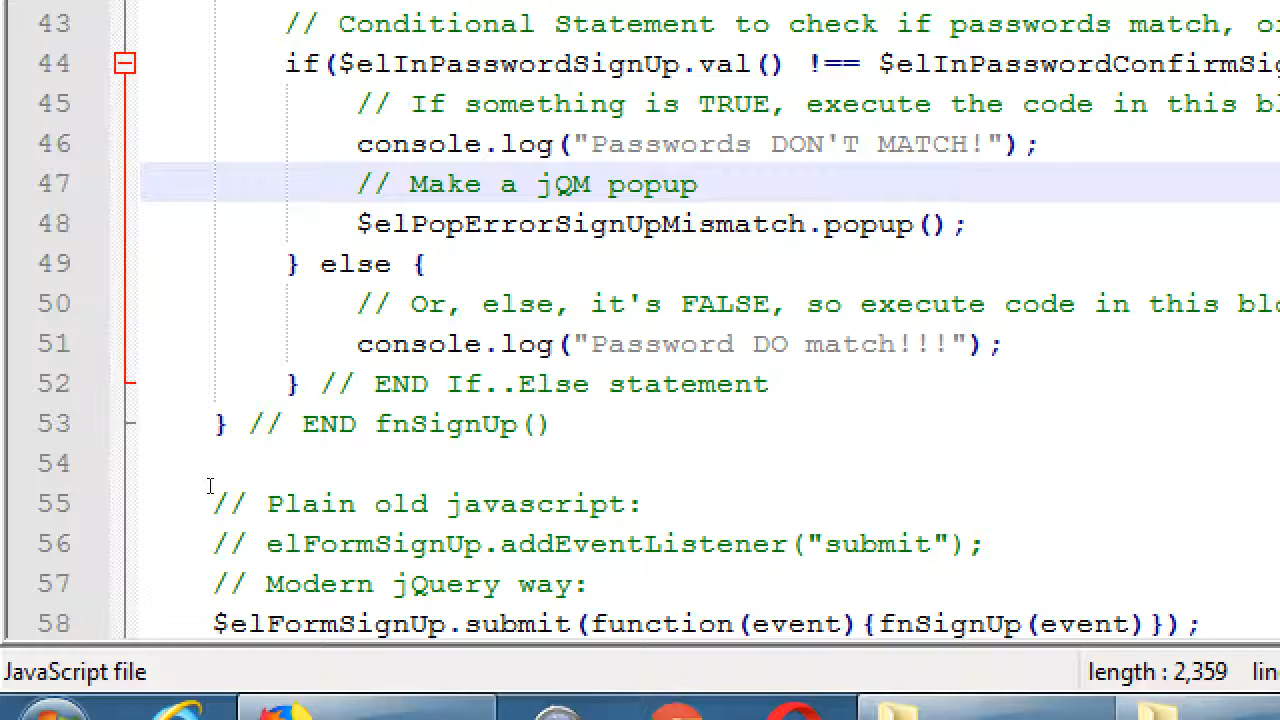 43 // Conditional Statement to check if passwords match, or
44 if($elInPasswordSignUp.val() !== $elInPasswordConfirmSig
45 // If something is TRUE, execute the code in this bl
46 console.log("Passwords DON'T MATCH!");
47 // Make a jQM popup
48 $elPopErrorSignUpMismatch.popup();
49 } else {
50 // Or, else, it's FALSE, so execute code in this blo
51 console.log("Password DO match!!!");
52 } // END If..Else statement
53 } // END fnSignUp()
54
55 // Plain old javascript:
56 // elFormSignUp.addEventListener("submit");
57 // Modern jQuery way:
58 $elFormSignUp.submit(function(event){fnSignUp(event)});
JavaScript file length : 2,359 lin